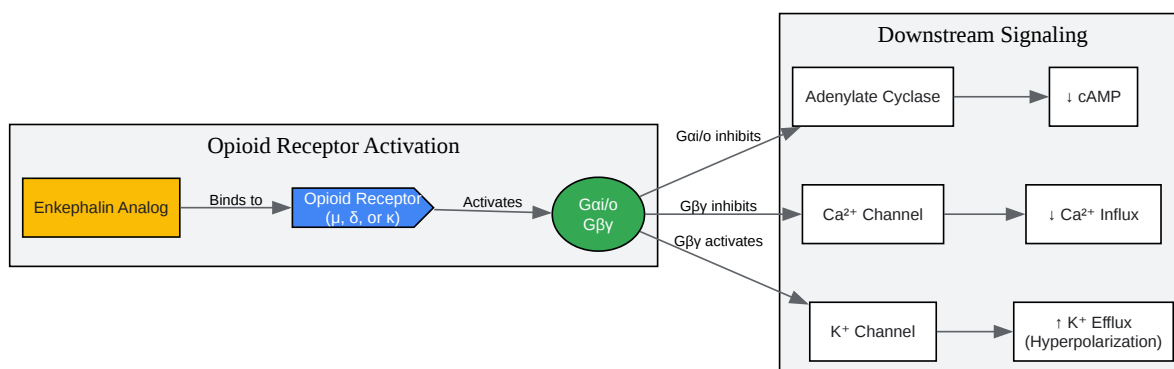 Downstream Signaling
Adenylate Cyclase
↓ cAMP
Gαi/o inhibits
Opioid Receptor Activation
Enkephalin Analog
Binds to
Opioid Receptor
(μ, δ, or κ)
Activates
Gαi/o
Gβγ
Gβγ inhibits
Ca²⁺ Channel
↓ Ca²⁺ Influx
Gβγ activates
K⁺ Channel
↑ K⁺ Efflux
(Hyperpolarization)